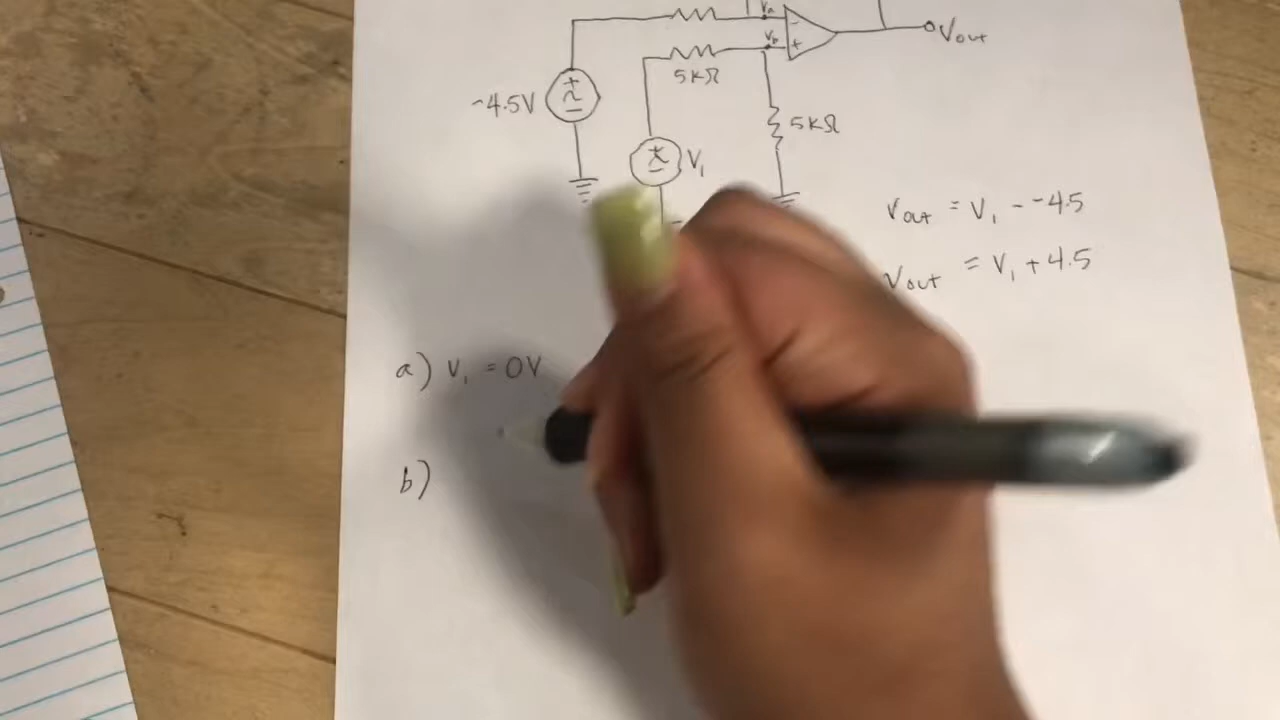 Va
-
Vout
Vb
+
5KΩ
+
-
-4.5V
5KΩ
V₁
Vout = V₁ - -4.5
Vout = V₁ + 4.5
a) V₁ = 0V
b)